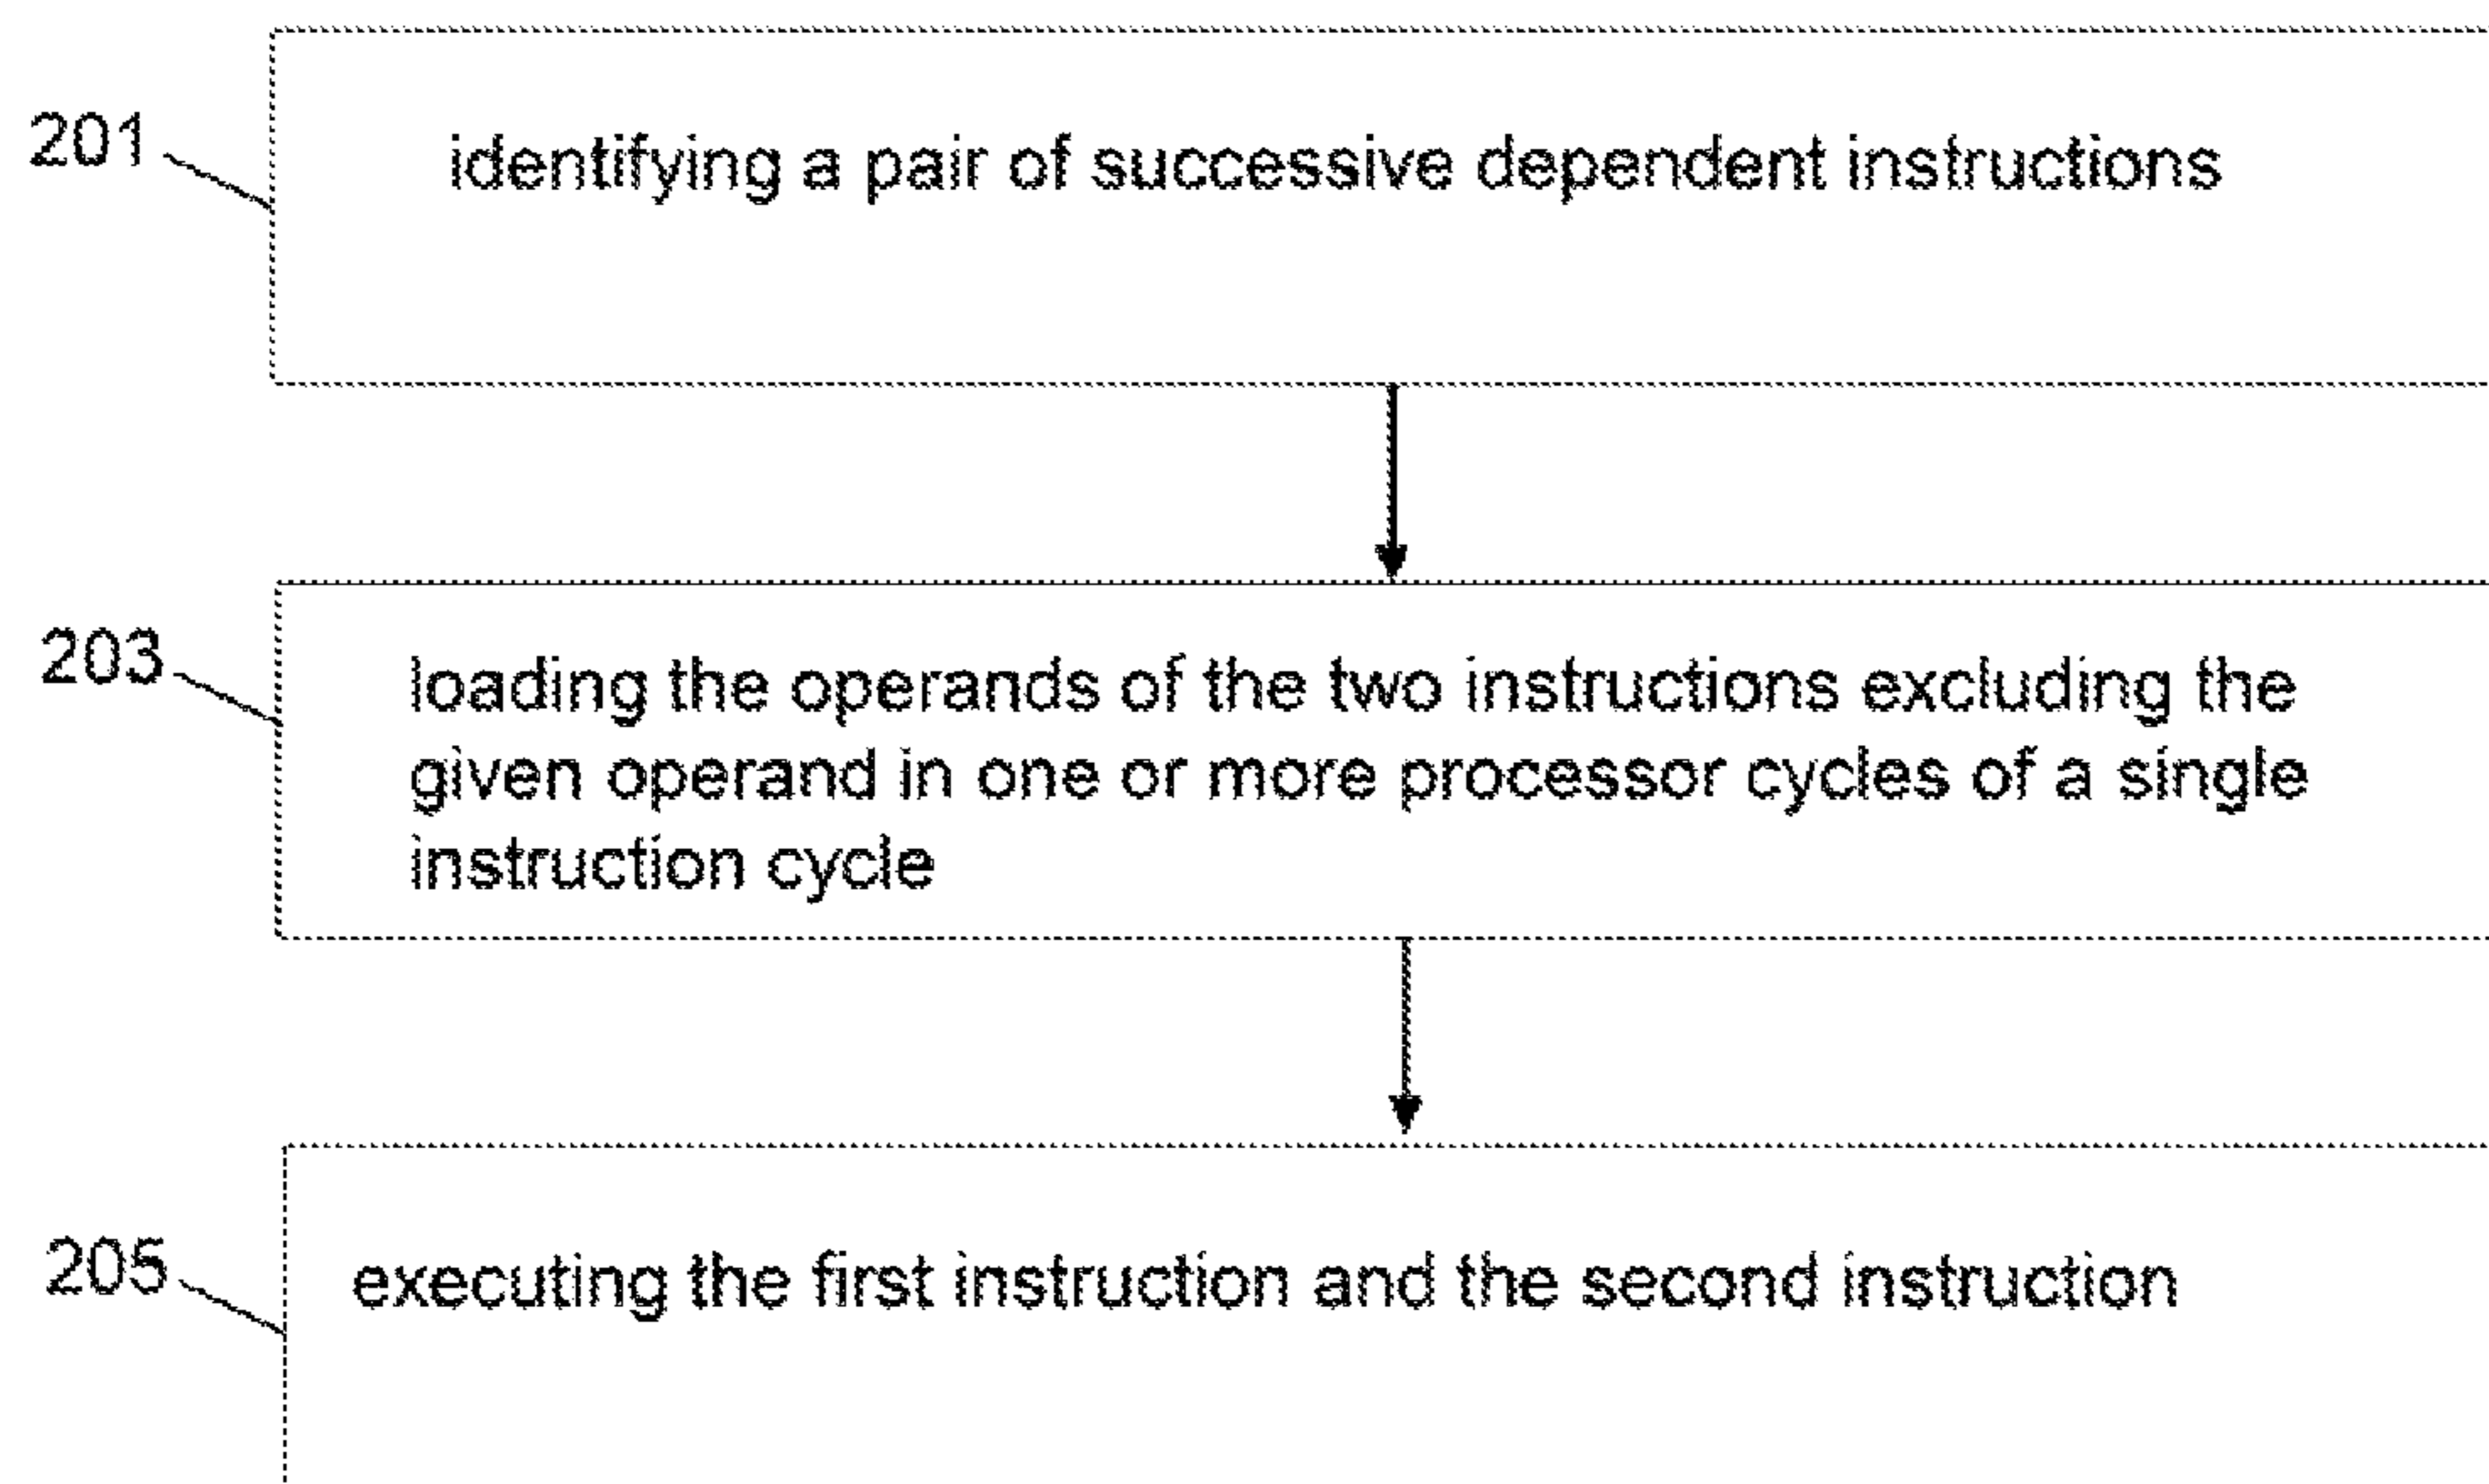 201
identifying a pair of successive dependent instructions
203
loading the operands of the two instructions excluding the
given operand in one or more processor cycles of a single
instruction cycle
205
executing the first instruction and the second instruction